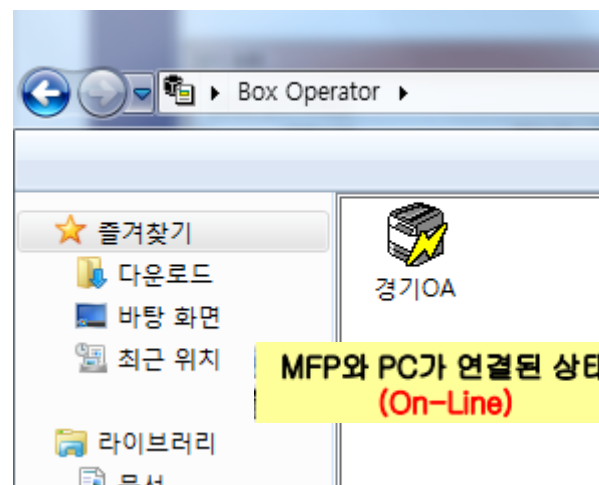 Box Operator
즐겨찾기
다운로드
바탕 화면
최근 위치
라이브러리
경기OA
MFP와 PC가 연결된 상태
(On-Line)